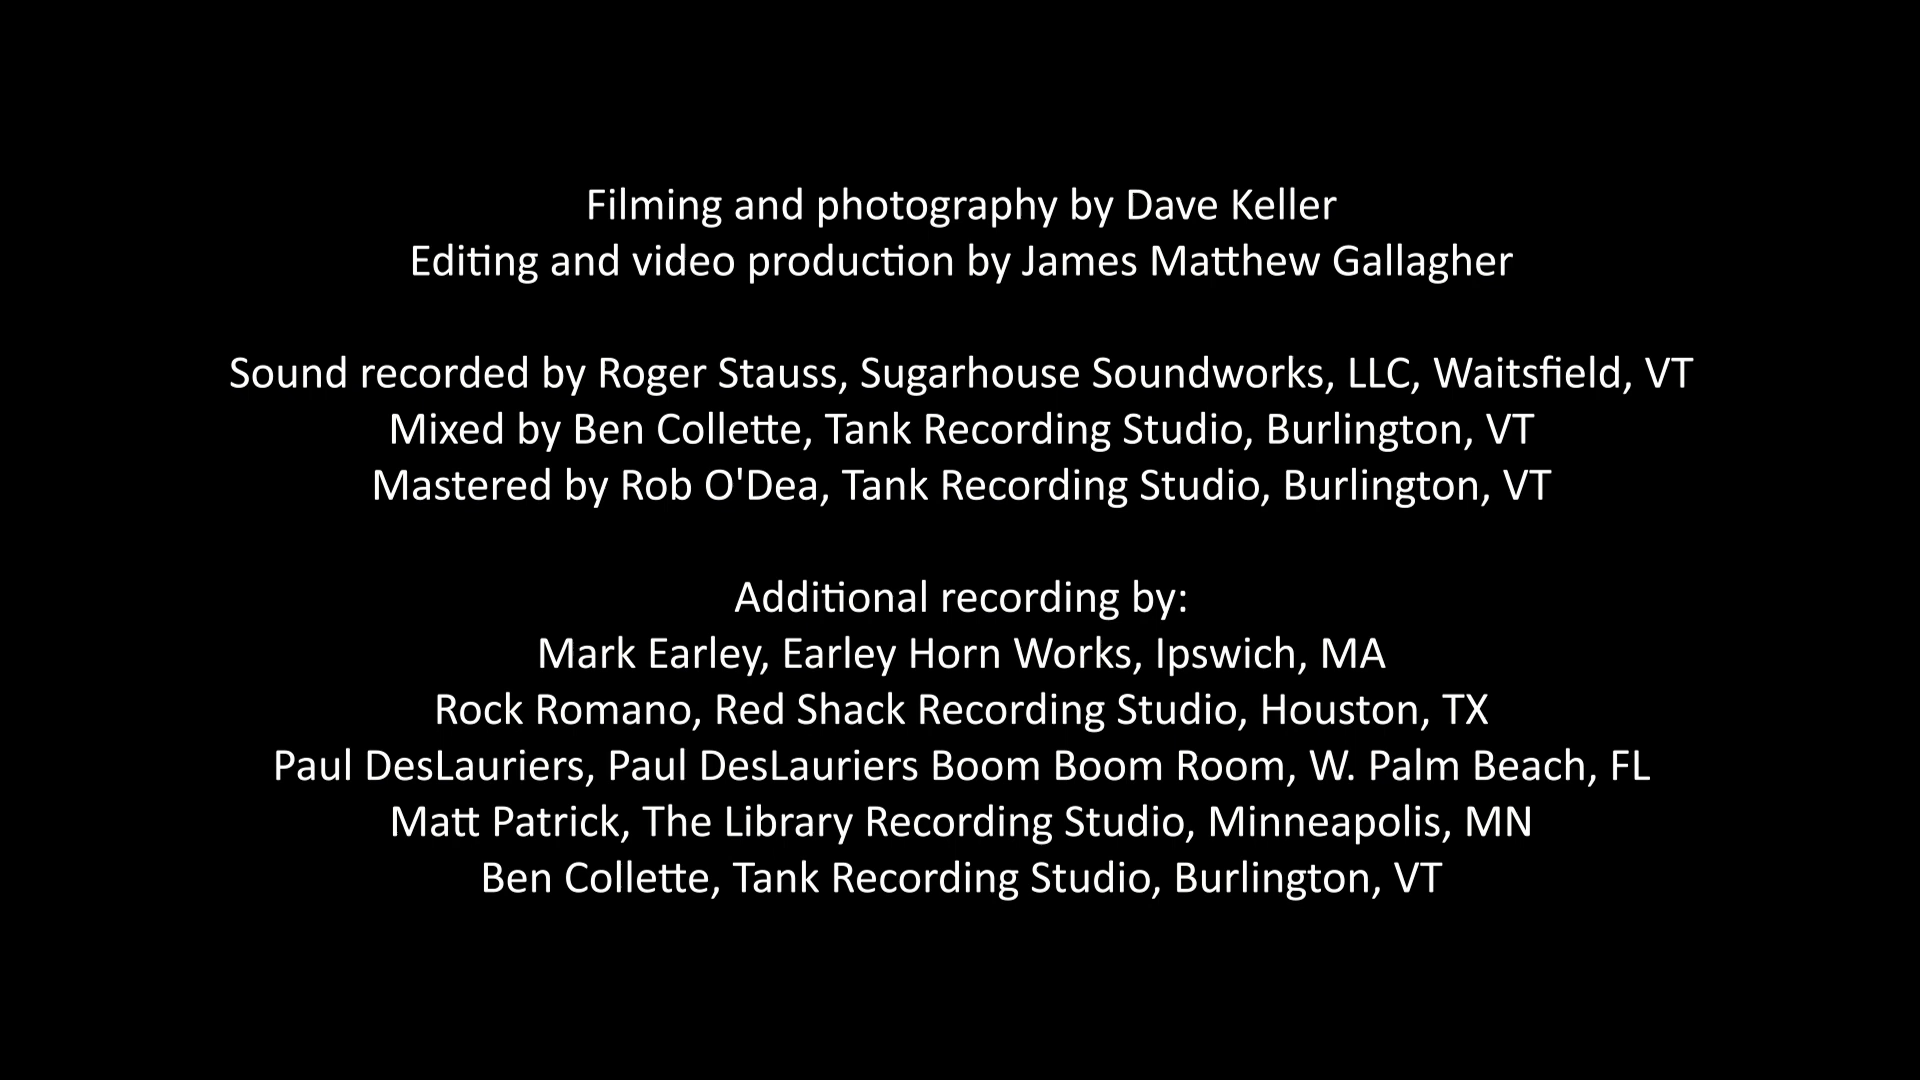 Filming and photography by Dave Keller
Editing and video production by James Matthew Gallagher
Sound recorded by Roger Stauss, Sugarhouse Soundworks, LLC, Waitsfield, VT
Mixed by Ben Collette, Tank Recording Studio, Burlington, VT
Mastered by Rob O'Dea, Tank Recording Studio, Burlington, VT
Additional recording by:
Mark Earley, Earley Horn Works, Ipswich, MA
Rock Romano, Red Shack Recording Studio, Houston, TX
Paul DesLauriers, Paul DesLauriers Boom Boom Room, W. Palm Beach, FL
Matt Patrick, The Library Recording Studio, Minneapolis, MN
Ben Collette, Tank Recording Studio, Burlington, VT